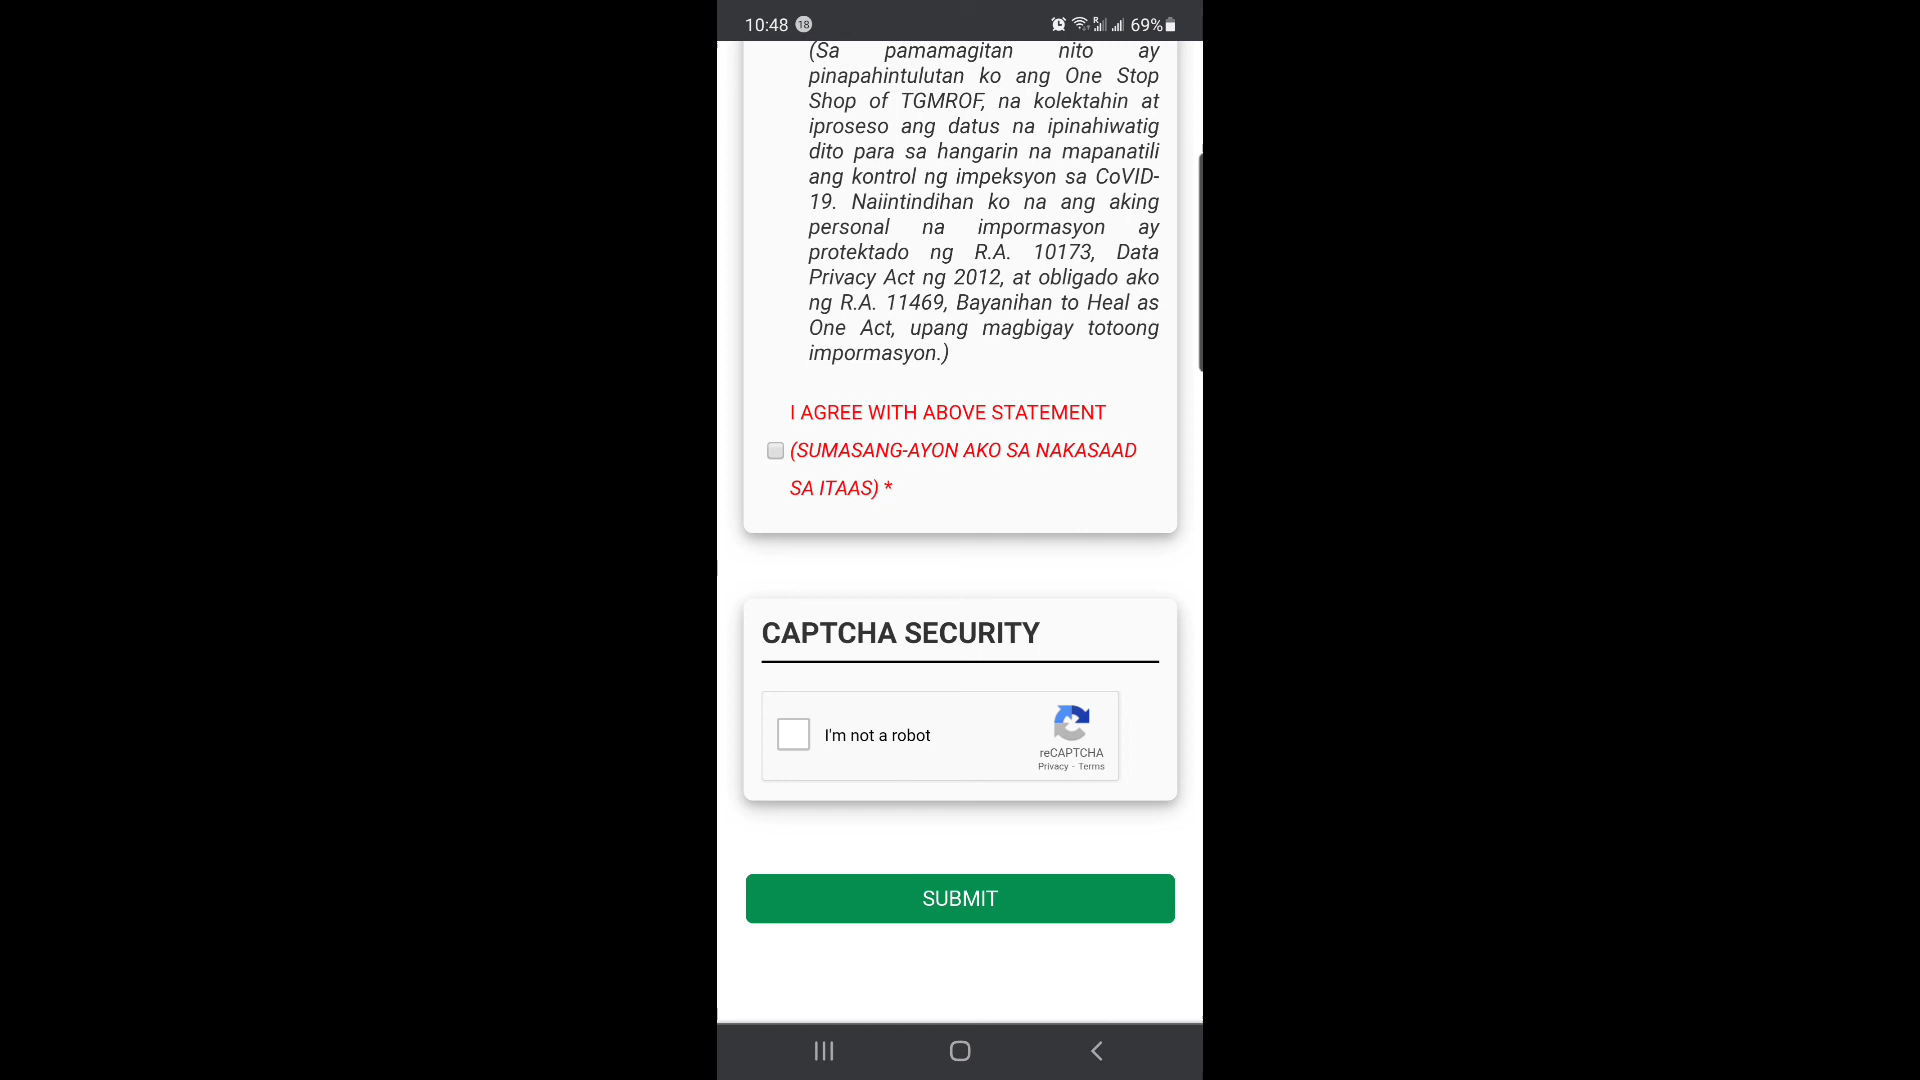 10:48 18 69%
(Sa pamamagitan nito ay
pinapahintulutan ko ang One Stop
Shop of TGMROF, na kolektahin at
iproseso ang datus na ipinahiwatig
dito para sa hangarin na mapanatili
ang kontrol ng impeksyon sa CoVID-
19. Naiintindihan ko na ang aking
personal na impormasyon ay
protektado ng R.A. 10173, Data
Privacy Act ng 2012, at obligado ako
ng R.A. 11469, Bayanihan to Heal as
One Act, upang magbigay totoong
impormasyon.)
I AGREE WITH ABOVE STATEMENT
(SUMASANG-AYON AKO SA NAKASAAD
SA ITAAS) *
CAPTCHA SECURITY
I'm not a robot
reCAPTCHA
Privacy - Terms
SUBMIT